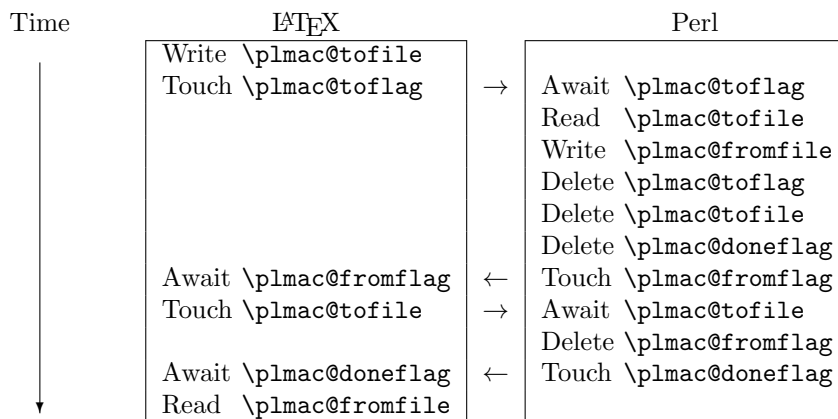 Time LATEX Perl
Write \plmac@tofile
Touch \plmac@toflag → Await \plmac@toflag
Read \plmac@tofile
Write \plmac@fromfile
Delete \plmac@toflag
Delete \plmac@tofile
Delete \plmac@doneflag
Await \plmac@fromflag ← Touch \plmac@fromflag
Touch \plmac@tofile → Await \plmac@tofile
Delete \plmac@fromflag
Await \plmac@doneflag ← Touch \plmac@doneflag
Read \plmac@fromfile